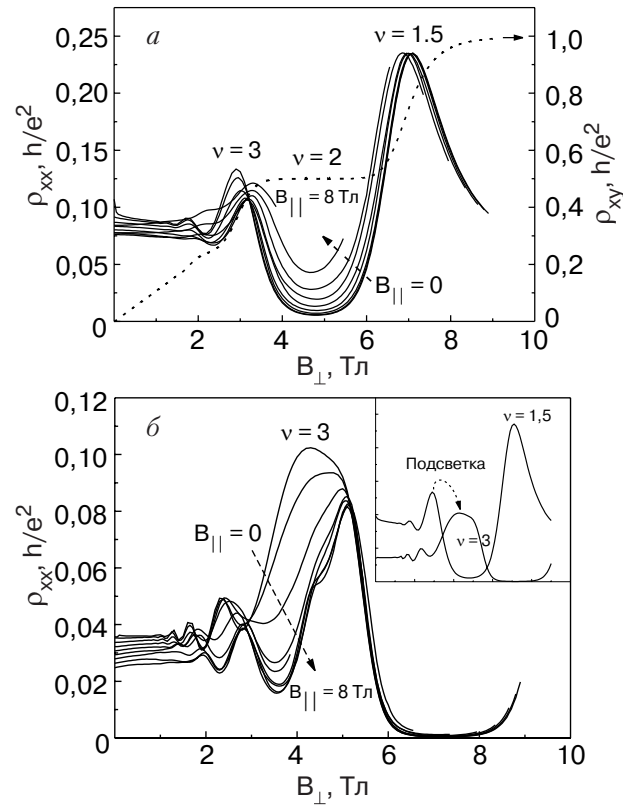 а
ν = 1.5
ν = 3
ν = 2
B|| = 8 Тл
B|| = 0
ρxx, h/e²
ρxy, h/e²
0,25
0,20
0,15
0,10
0,05
0
1,0
0,8
0,6
0,4
0,2
0
2 4 6 8 10
B⊥, Тл
б
ν = 3
B|| = 0
B|| = 8 Тл
ρxx, h/e²
0,12
0,10
0,08
0,06
0,04
0,02
0
ν = 1,5
Подсветка
ν = 3
0 2 4 6 8 10
B⊥, Тл